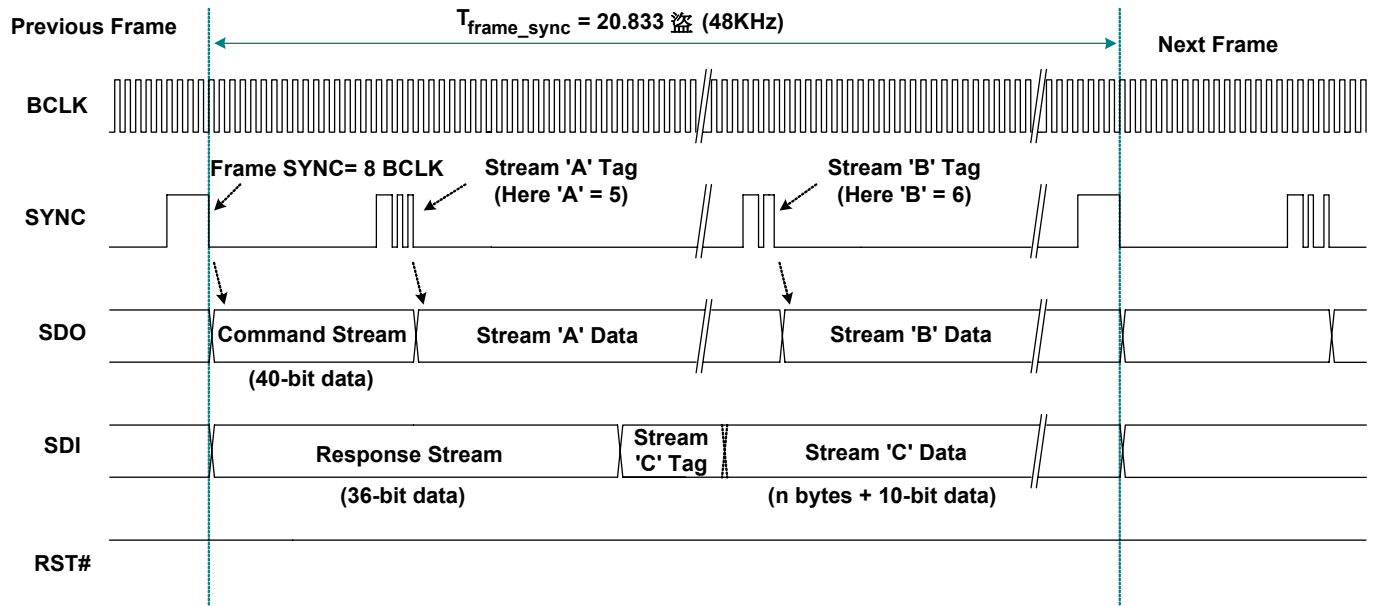 Previous Frame
T_frame_sync = 20.833 盜 (48KHz)
Next Frame
BCLK
Frame SYNC= 8 BCLK
Stream 'A' Tag
(Here 'A' = 5)
Stream 'B' Tag
(Here 'B' = 6)
SYNC
SDO
Command Stream
Stream 'A' Data
Stream 'B' Data
(40-bit data)
SDI
Response Stream
Stream
'C' Tag
Stream 'C' Data
(36-bit data)
(n bytes + 10-bit data)
RST#